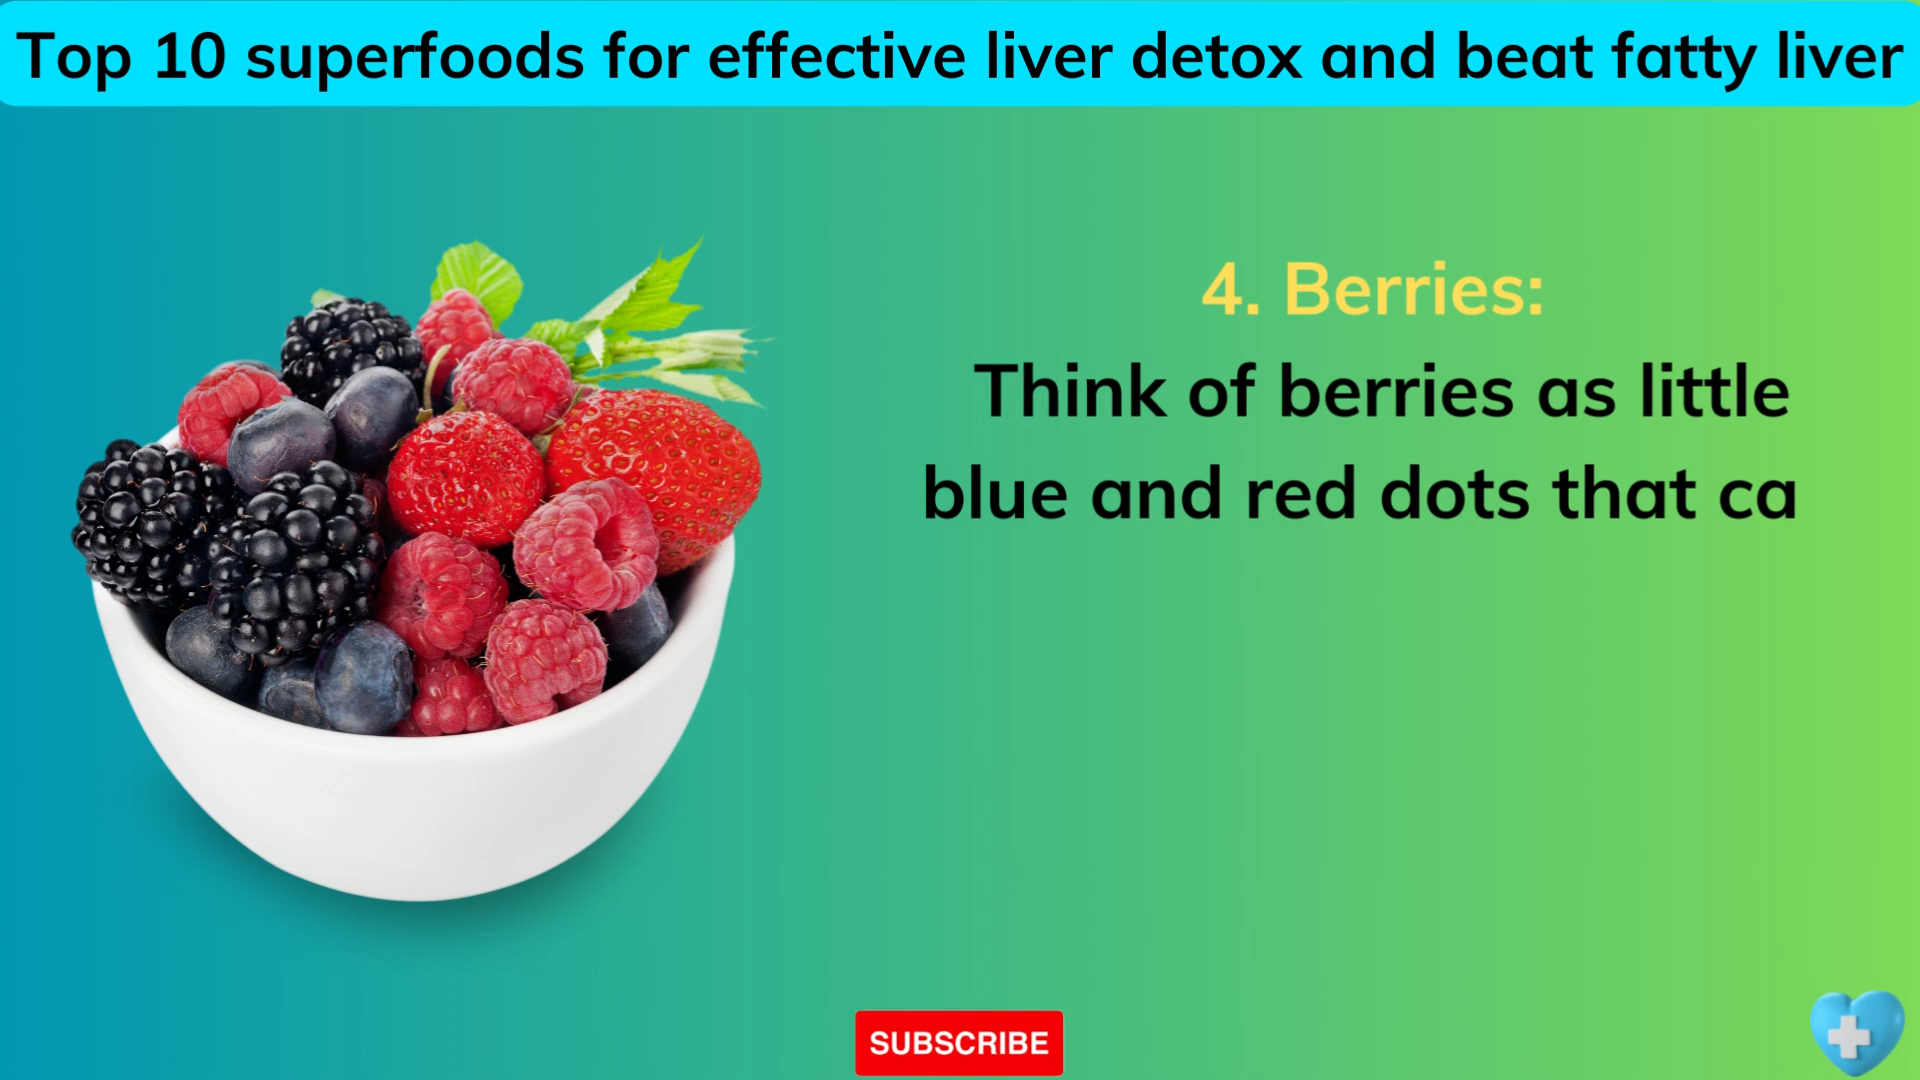 Top 10 superfoods for effective liver detox and beat fatty liver
4. Berries:
Think of berries as little
blue and red dots that ca
SUBSCRIBE